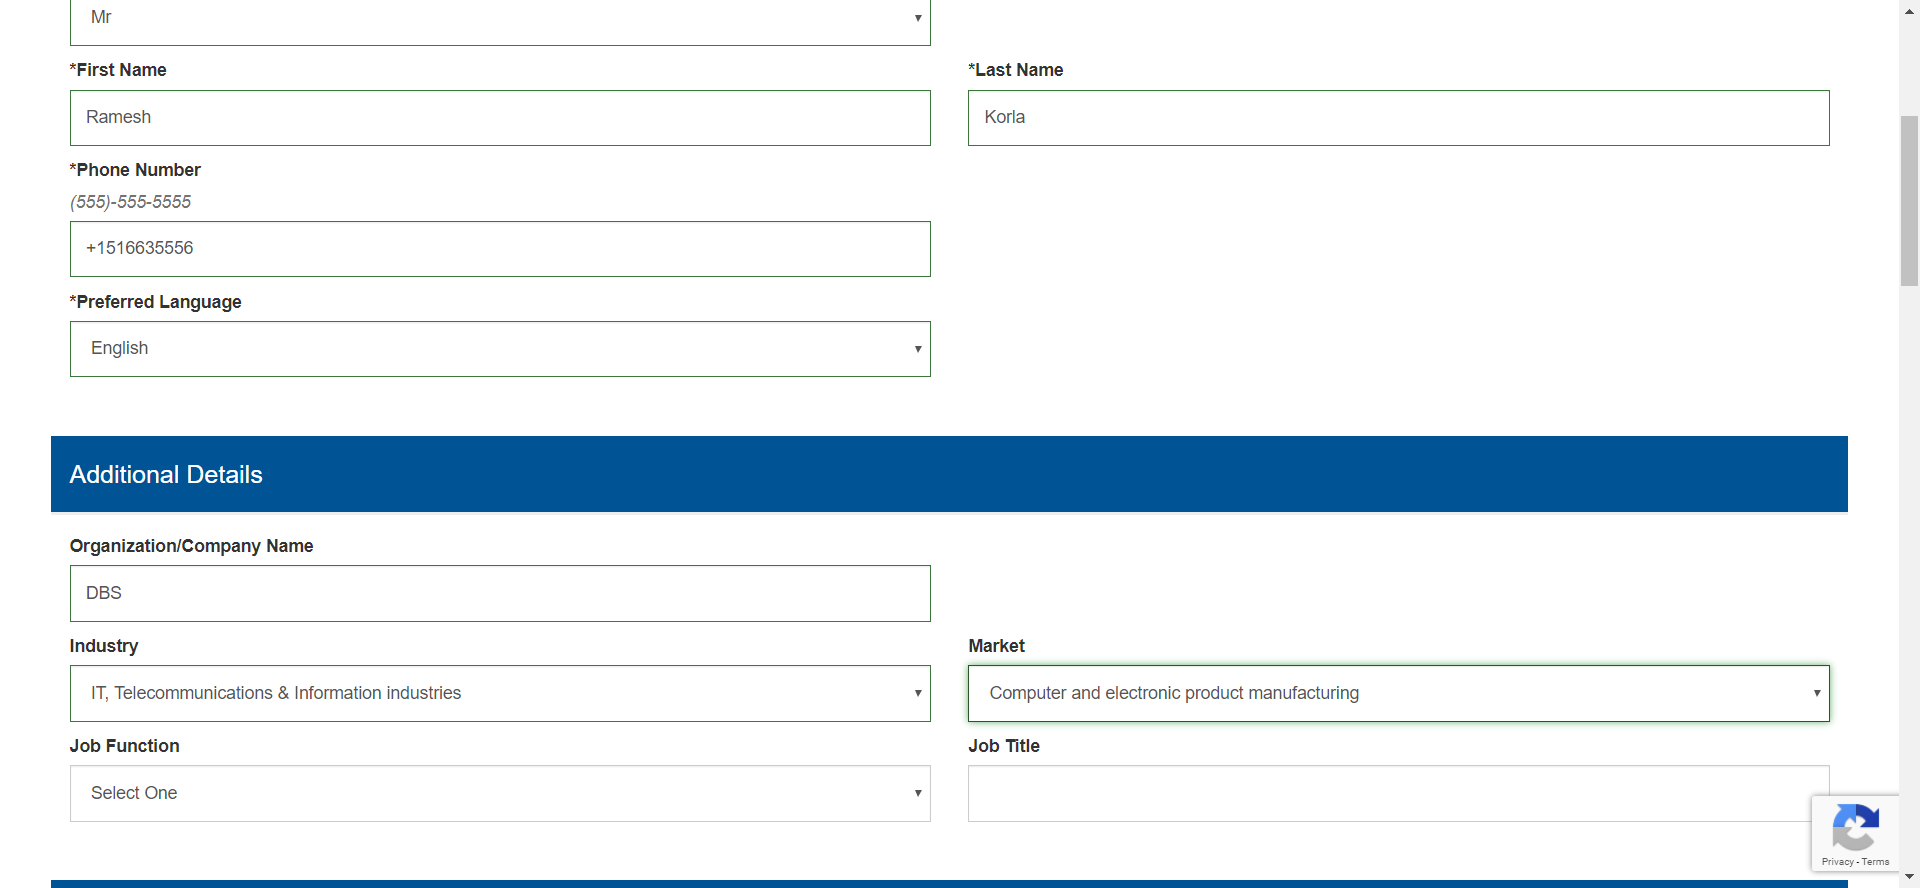 Mr
*First Name
*Last Name
Ramesh
Korla
*Phone Number
(555)-555-5555
+1516635556
*Preferred Language
English
Additional Details
Organization/Company Name
DBS
Industry
Market
IT, Telecommunications & Information industries
Computer and electronic product manufacturing
Job Function
Job Title
Select One
Privacy - Terms